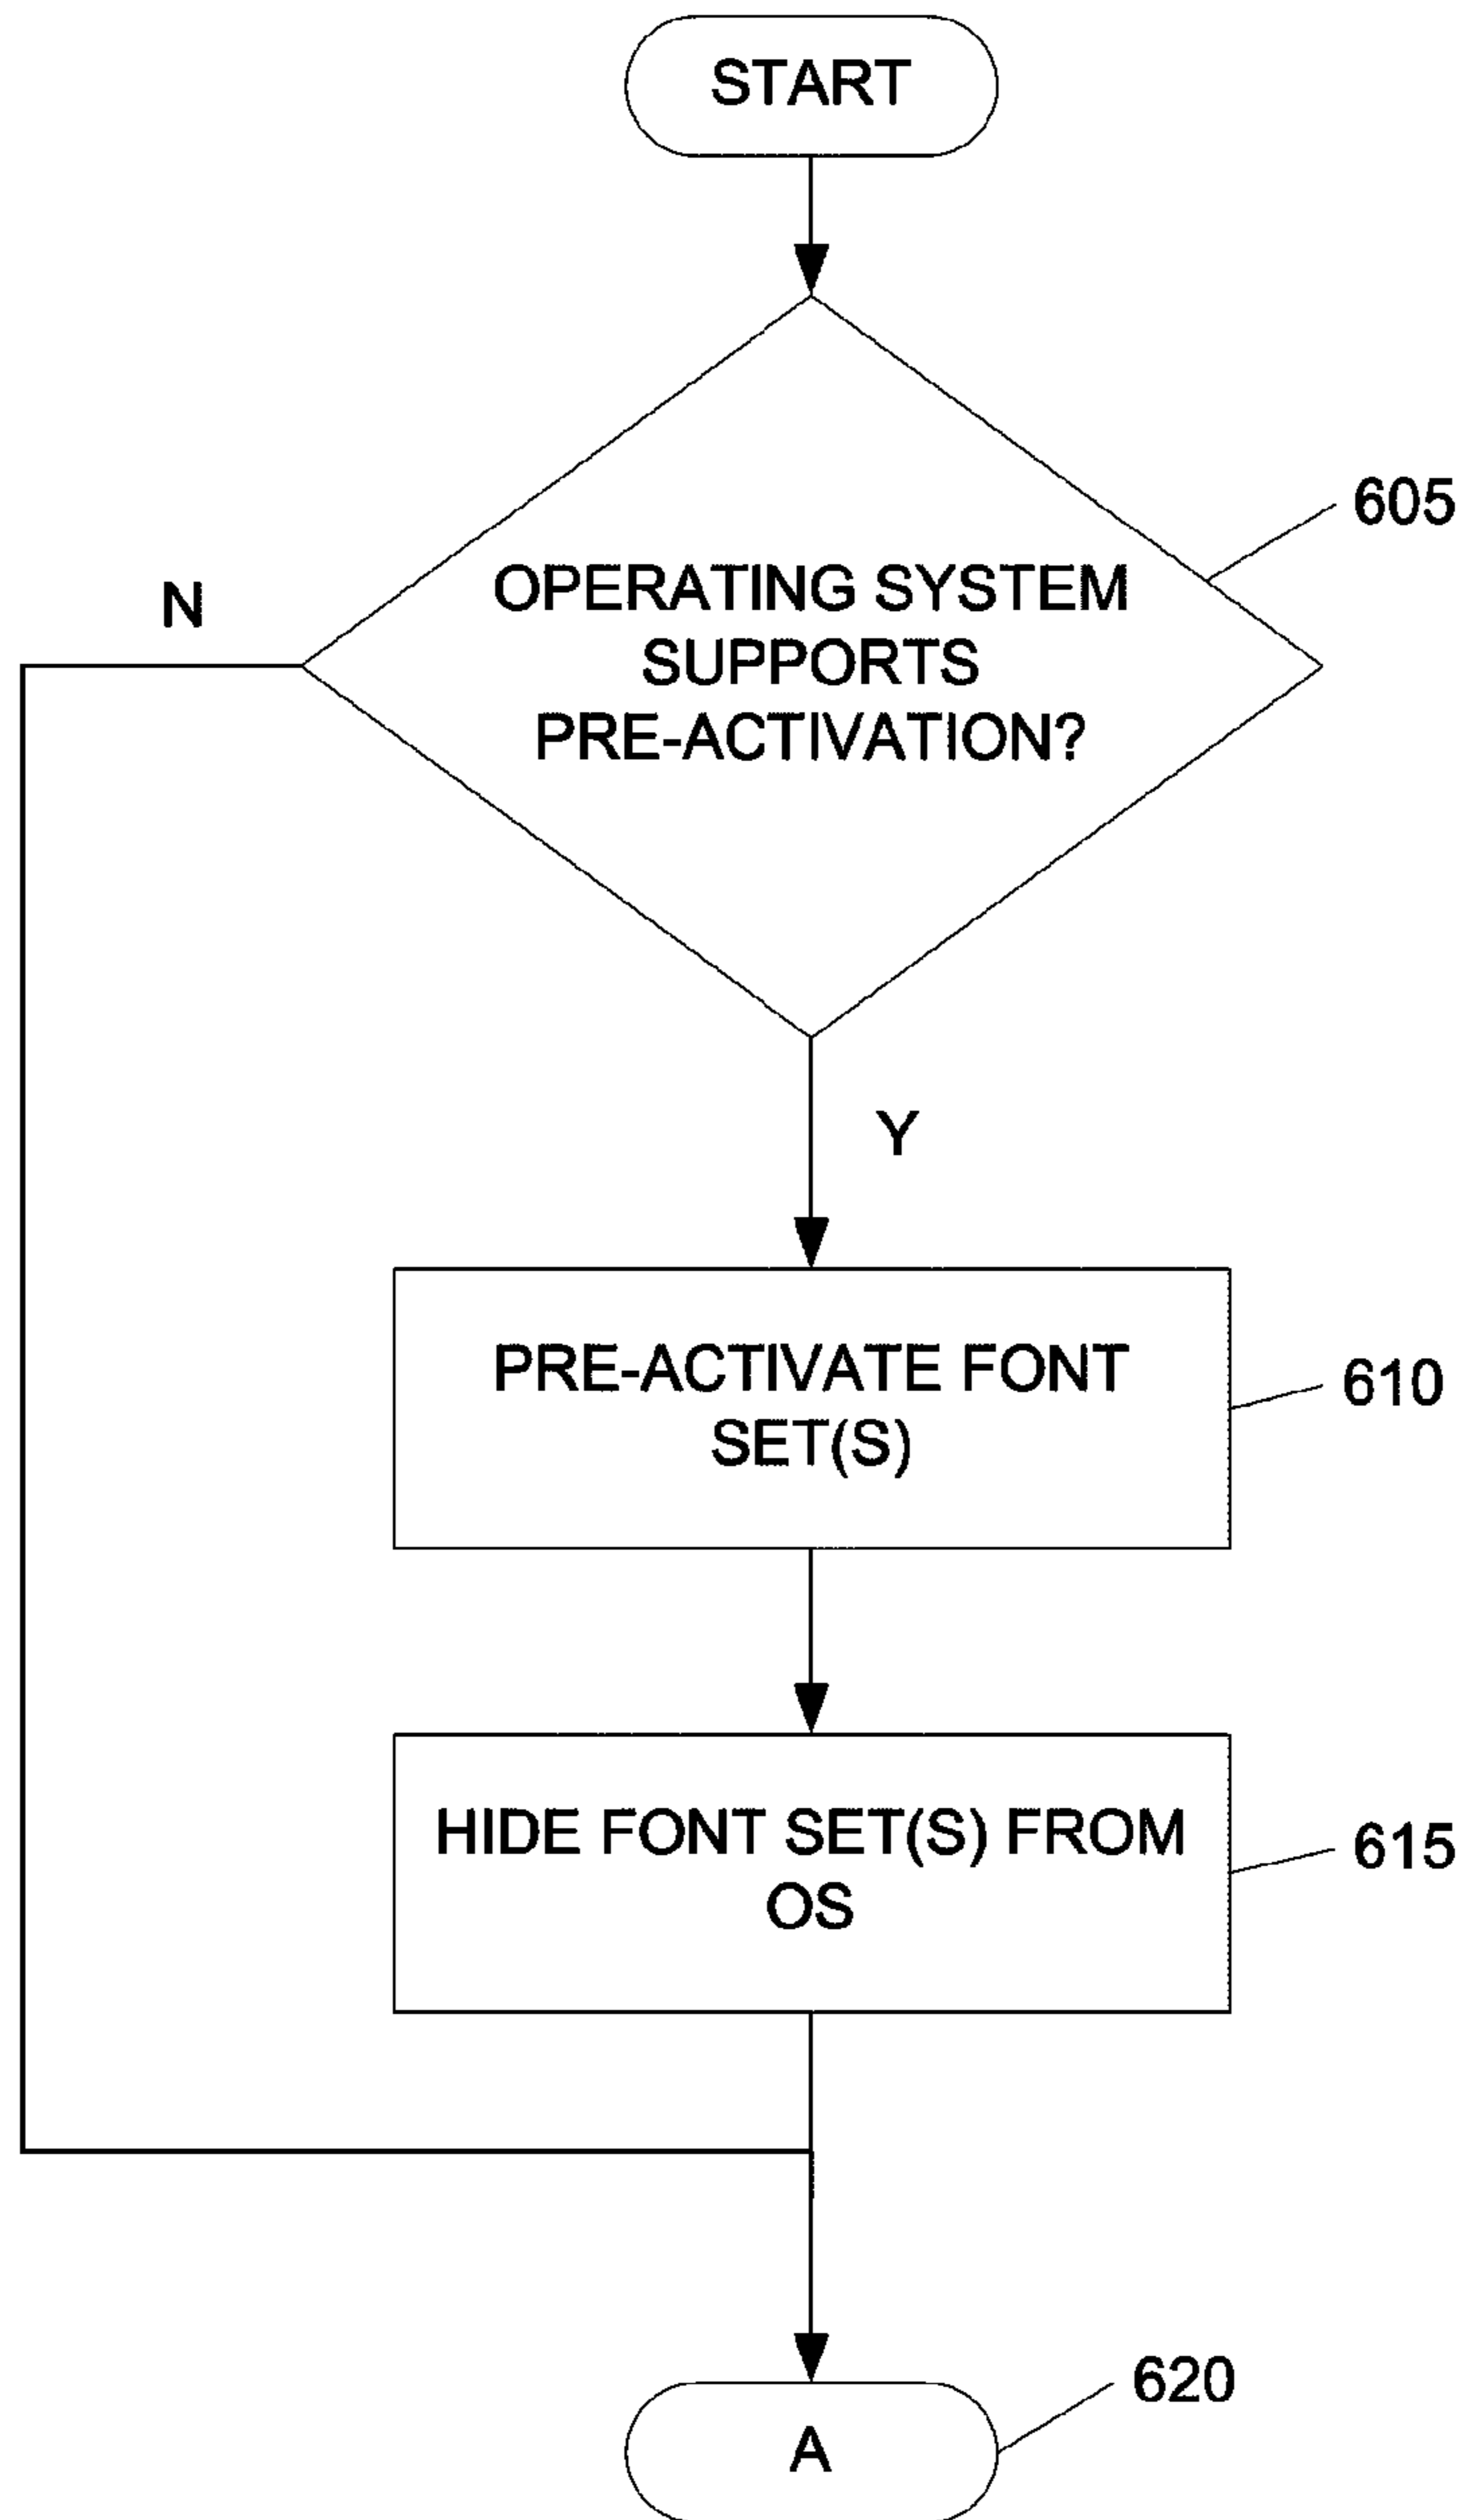 START
605
N
OPERATING SYSTEM
SUPPORTS
PRE-ACTIVATION?
Y
PRE-ACTIVATE FONT
SET(S)
610
HIDE FONT SET(S) FROM
OS
615
620
A